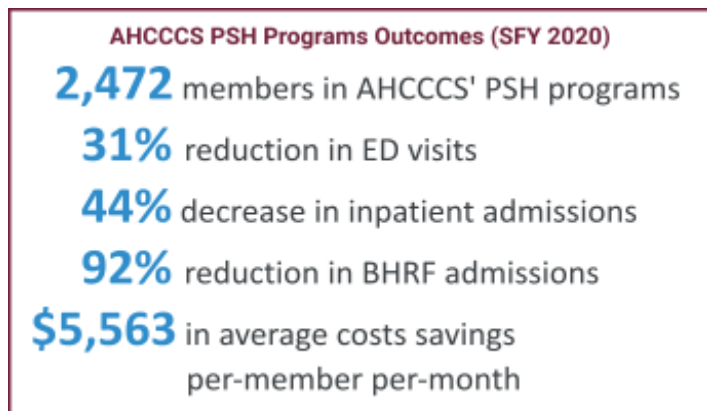 AHCCCS PSH Programs Outcomes (SFY 2020)
2,472 members in AHCCCS' PSH programs
31% reduction in ED visits
44% decrease in inpatient admissions
92% reduction in BHRF admissions
$5,563 in average costs savings
per-member per-month